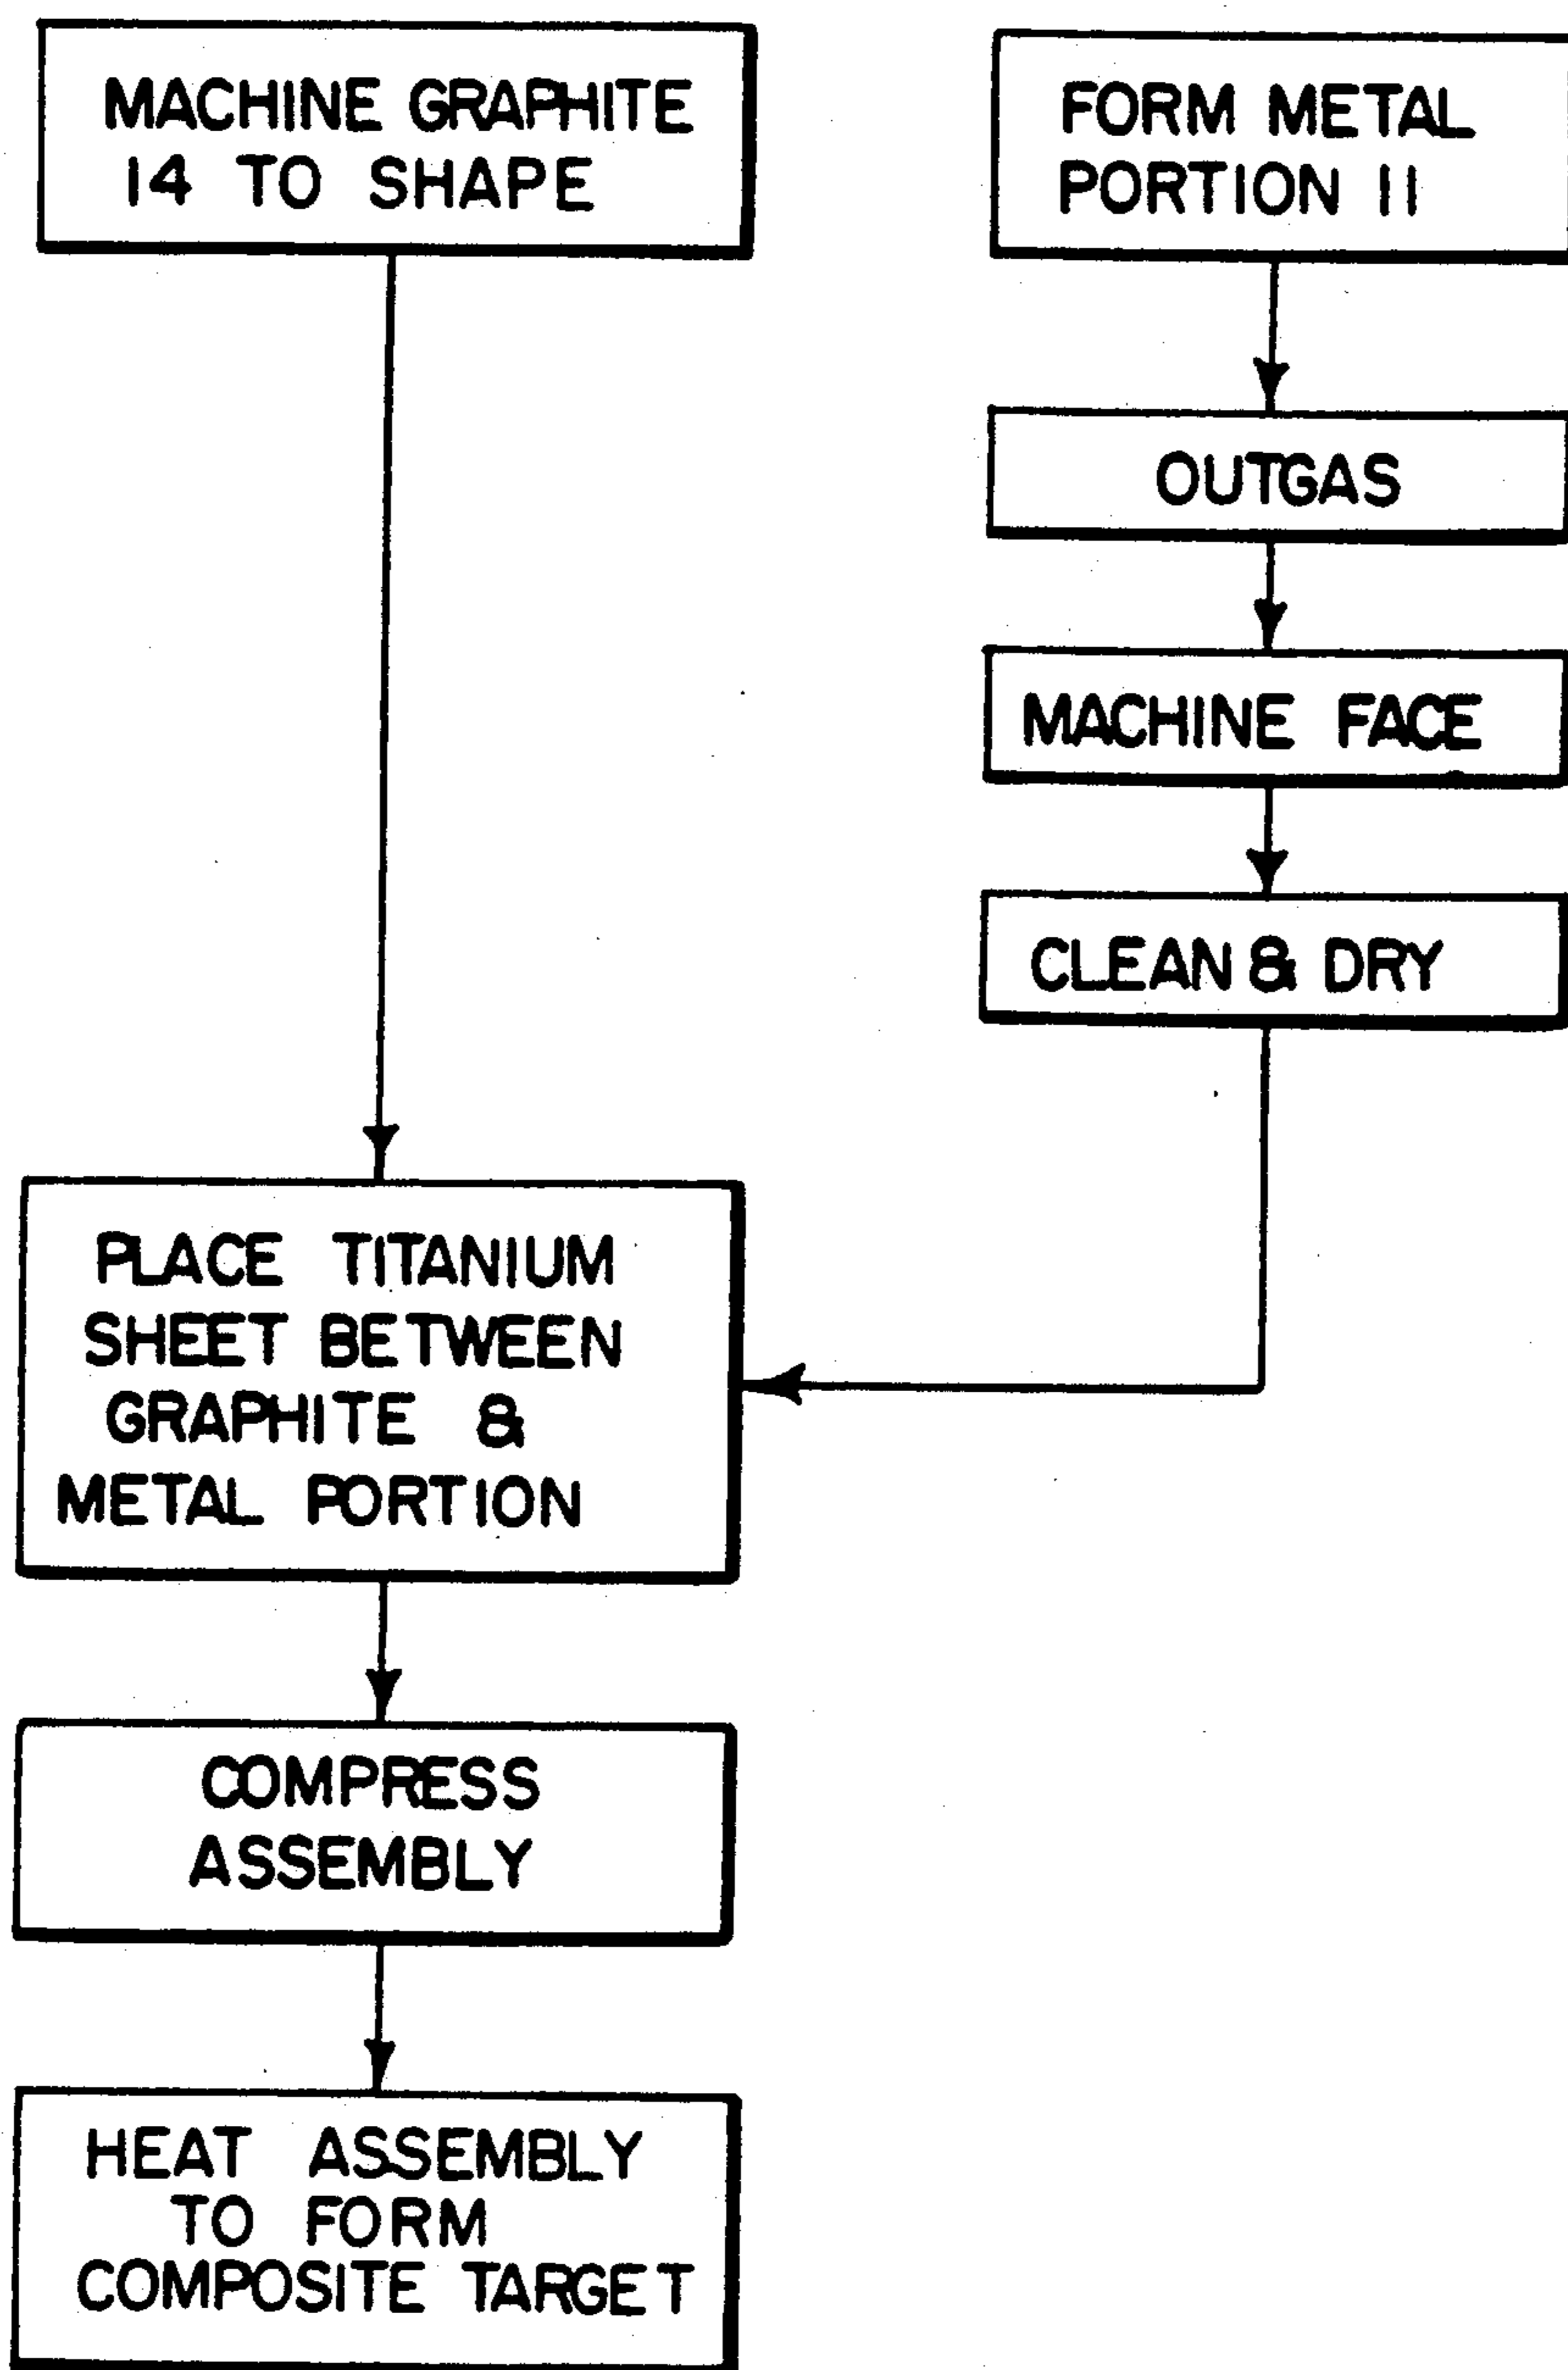 MACHINE GRAPHITE
14 TO SHAPE
FORM METAL
PORTION 11
OUTGAS
MACHINE FACE
CLEAN & DRY
PLACE TITANIUM
SHEET BETWEEN
GRAPHITE &
METAL PORTION
COMPRESS
ASSEMBLY
HEAT ASSEMBLY
TO FORM
COMPOSITE TARGET